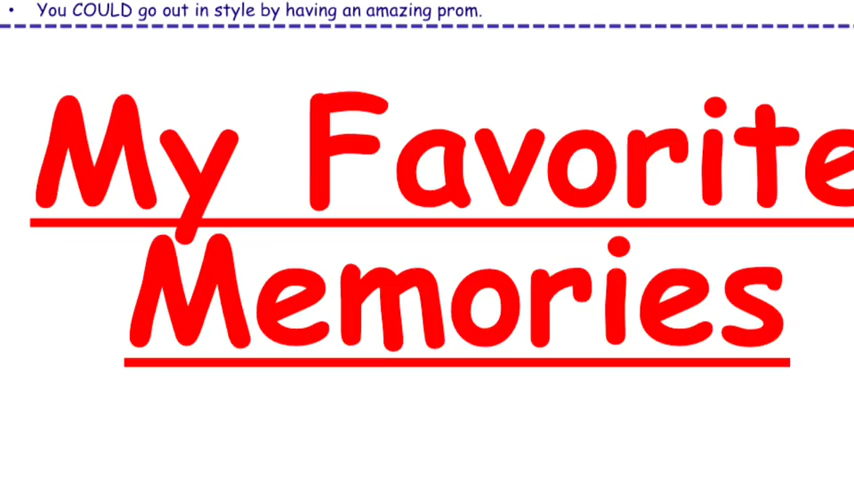 • You COULD go out in style by having an amazing prom.
My Favorite
Memories